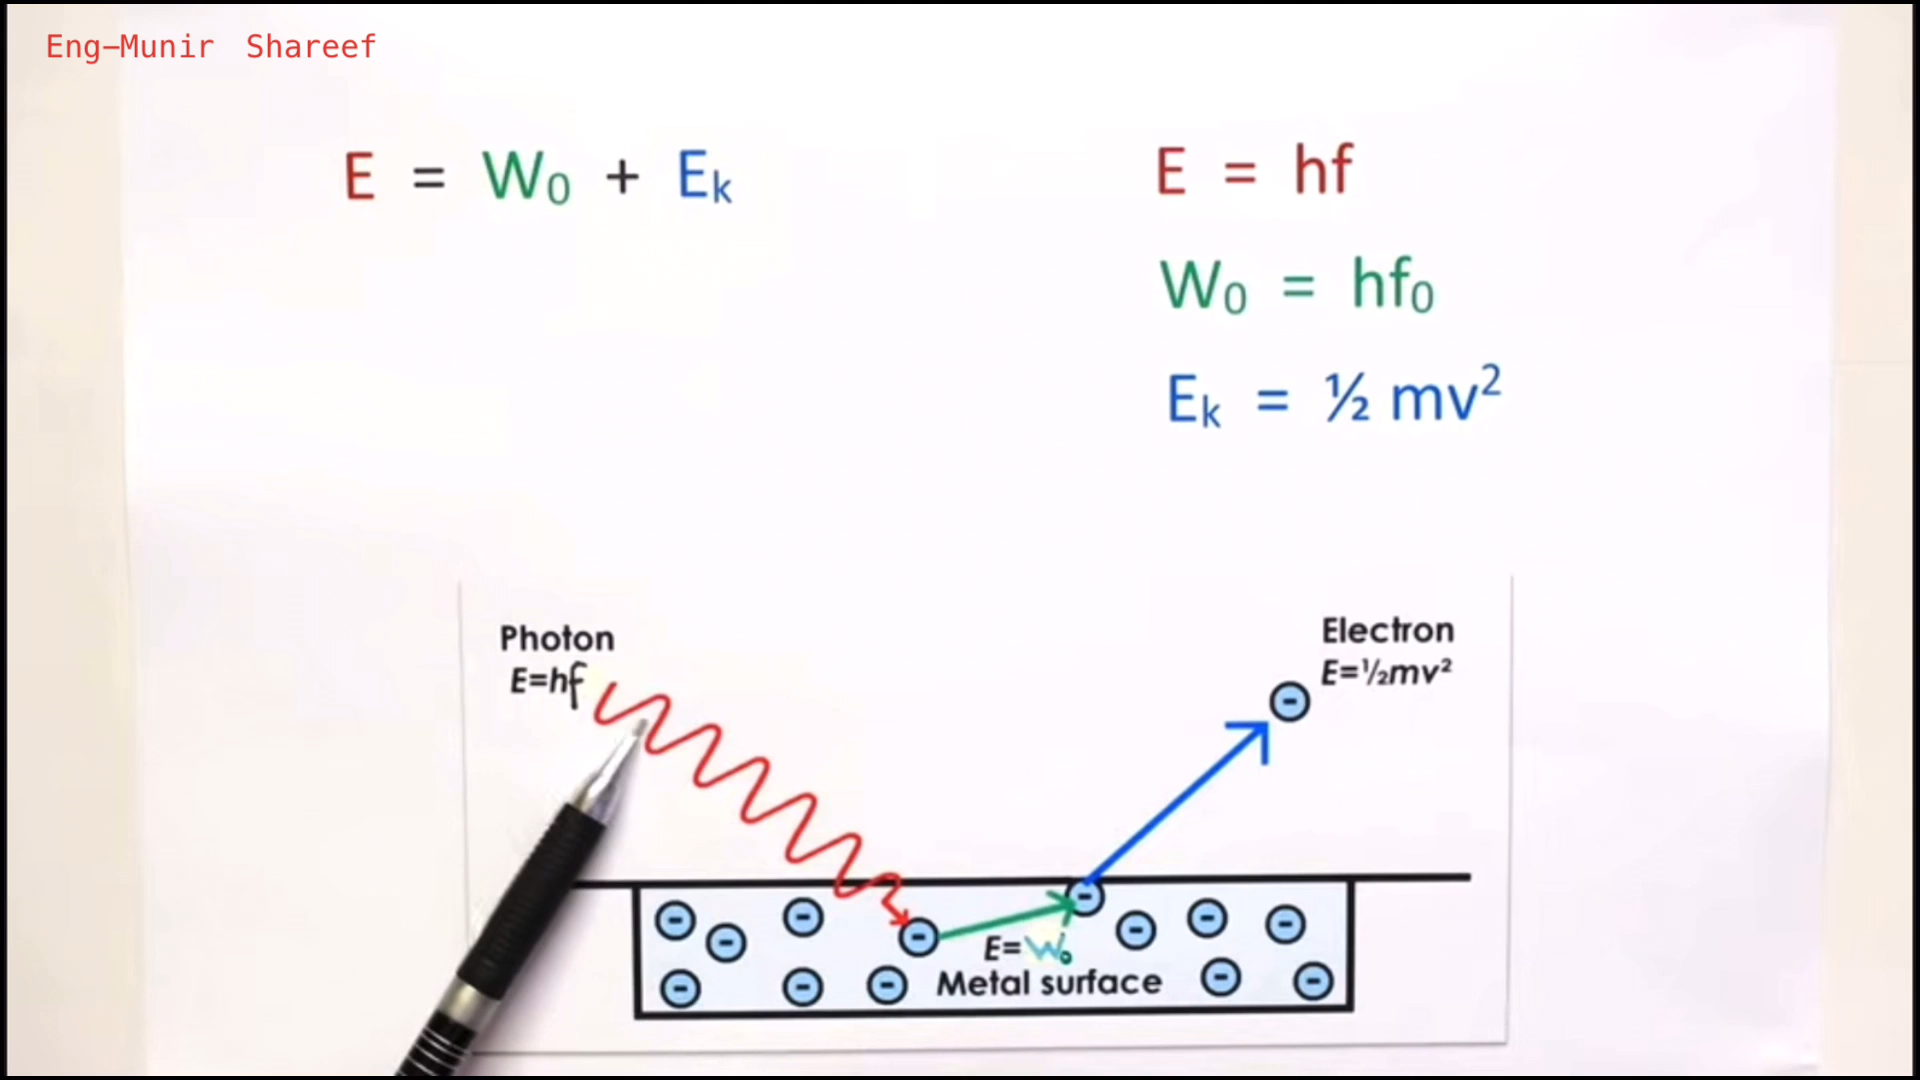 Eng-Munir Shareef
E = W₀ + Eₖ
E = hf
W₀ = hf₀
Eₖ = ½ mv²
Photon
E=hf
Electron
E=½mv²
E=W₀
Metal surface